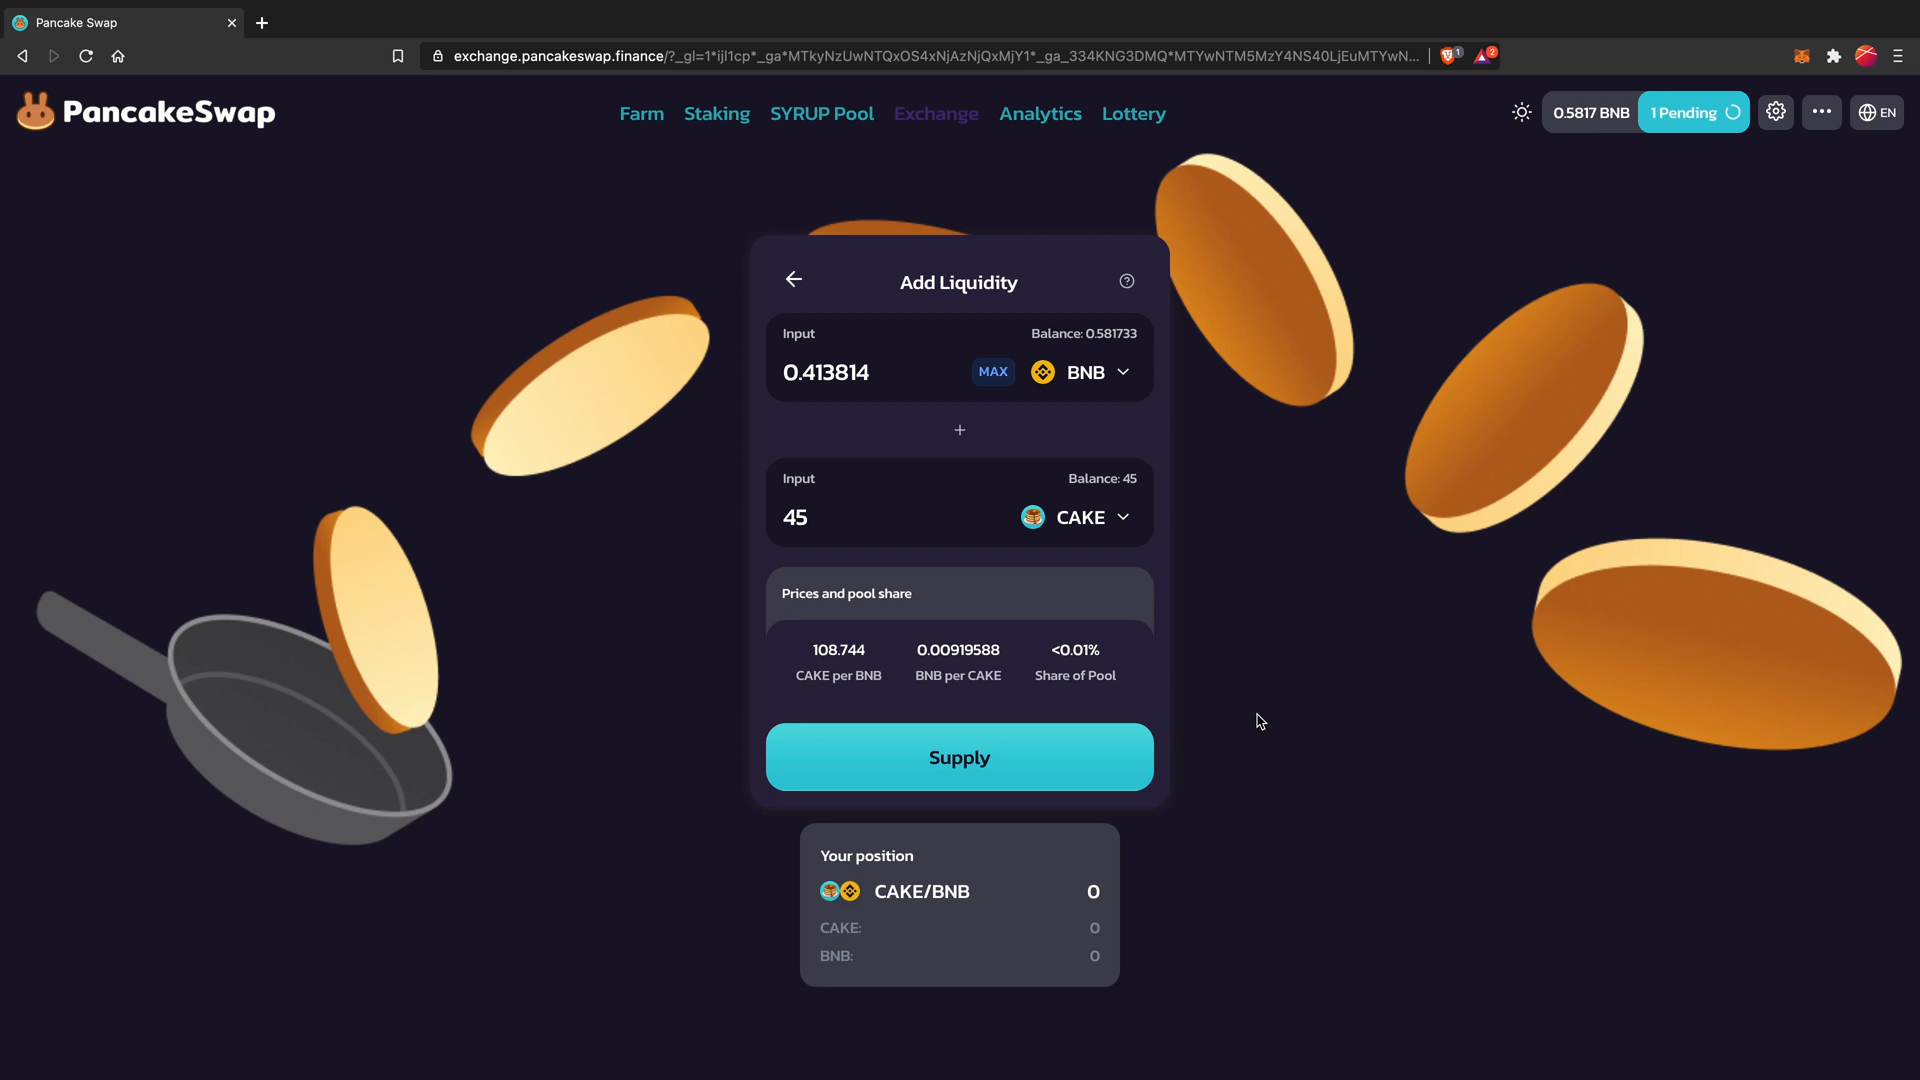 Pancake Swap
exchange.pancakeswap.finance/?_gl=1*ijl1cp*_ga*MTkyNzUwNTQxOS4xNjAzNjQxMjY1*_ga_334KNG3DMQ*MTYwNTM5MzY4NS40LjEuMTYwN...
1
2
PancakeSwap
Farm
Staking
SYRUP Pool
Exchange
Analytics
Lottery
0.5817 BNB
1 Pending
EN
Add Liquidity
Input
Balance: 0.581733
0.413814
MAX
BNB
+
Input
Balance: 45
45
CAKE
Prices and pool share
108.744
0.00919588
<0.01%
CAKE per BNB
BNB per CAKE
Share of Pool
Supply
Your position
CAKE/BNB
0
CAKE:
0
BNB:
0